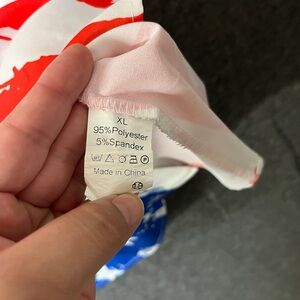 XL
95%Polyester
5%Spandex
Made in China